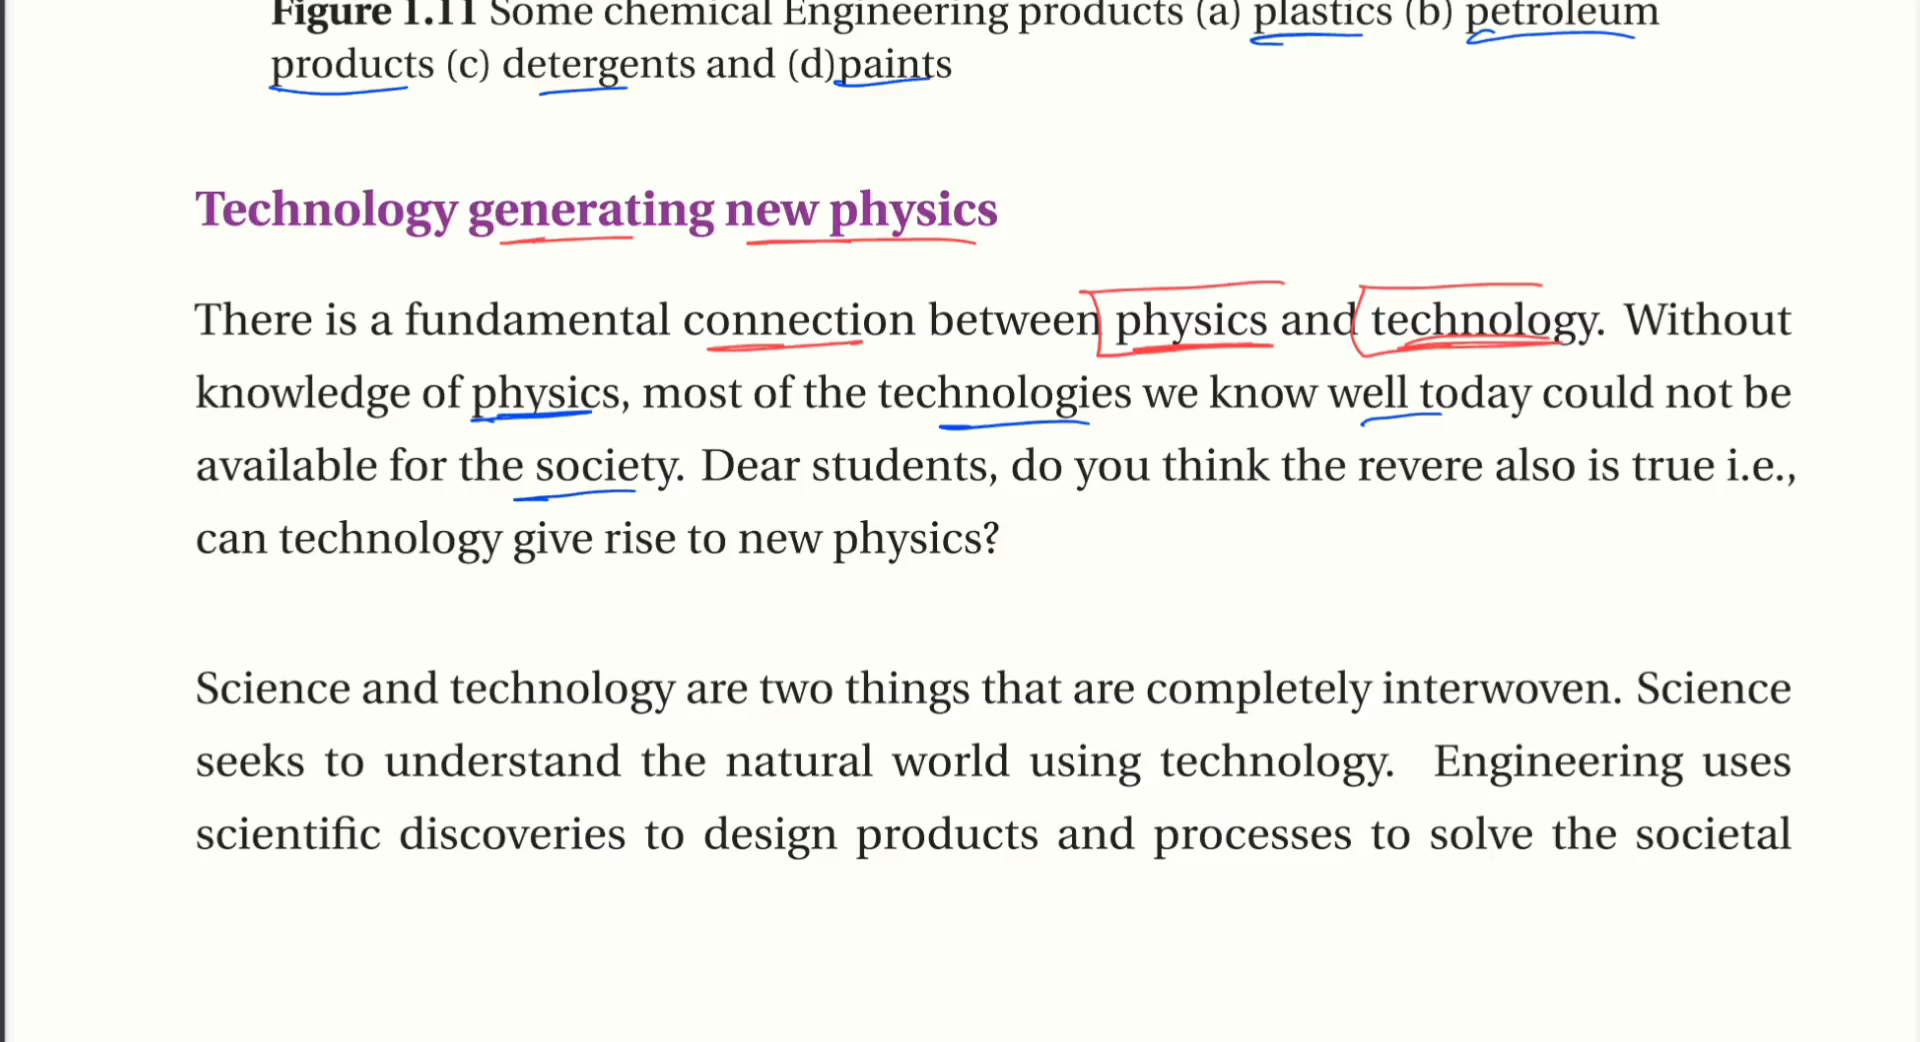 Figure 1.11 Some chemical Engineering products (a) plastics (b) petroleum
products (c) detergents and (d)paints
Technology generating new physics
There is a fundamental connection between physics and technology. Without
knowledge of physics, most of the technologies we know well today could not be
available for the society. Dear students, do you think the revere also is true i.e.,
can technology give rise to new physics?
Science and technology are two things that are completely interwoven. Science
seeks to understand the natural world using technology. Engineering uses
scientific discoveries to design products and processes to solve the societal